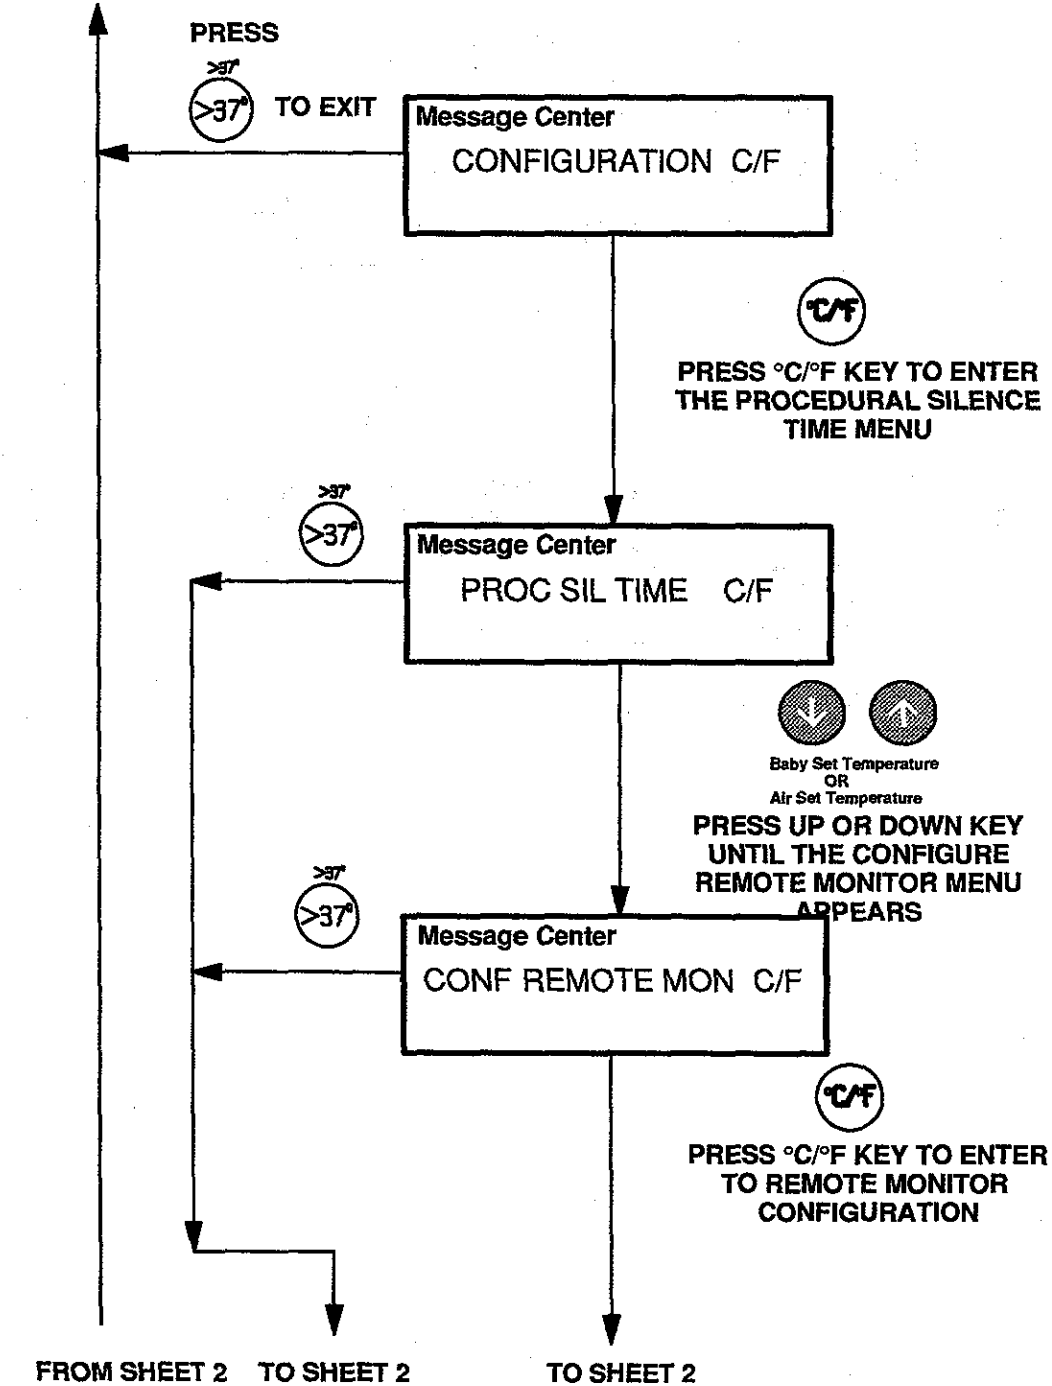 PRESS
>37°
>37°
TO EXIT
Message Center
CONFIGURATION C/F
°C/°F
PRESS °C/°F KEY TO ENTER
THE PROCEDURAL SILENCE
TIME MENU
>37°
>37°
Message Center
PROC SIL TIME C/F
Baby Set Temperature
OR
Air Set Temperature
PRESS UP OR DOWN KEY
UNTIL THE CONFIGURE
REMOTE MONITOR MENU
APPEARS
>37°
>37°
Message Center
CONF REMOTE MON C/F
°C/°F
PRESS °C/°F KEY TO ENTER
TO REMOTE MONITOR
CONFIGURATION
FROM SHEET 2
TO SHEET 2
TO SHEET 2